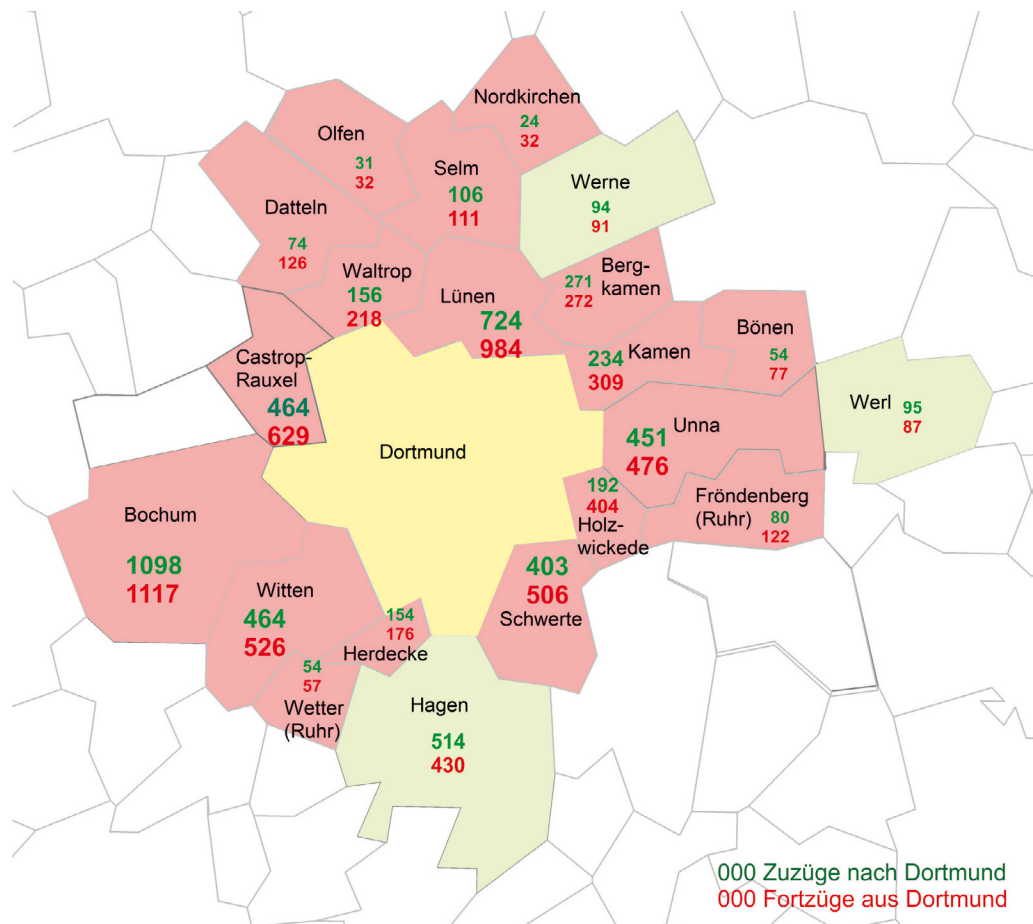 Nordkirchen
24
32
Olfen
31
32
Selm
106
111
Werne
94
91
Datteln
74
126
Waltrop
156
218
Lünen
724
984
Berg-
kamen
271
272
Castrop-
Rauxel
464
629
Kamen
234
309
Bönen
54
77
Werl
95
87
Dortmund
Unna
451
476
Bochum
1098
1117
192
404
Holz-
wickede
Fröndenberg
(Ruhr)
80
122
Witten
464
526
403
506
Schwerte
154
176
Herdecke
54
57
Wetter
(Ruhr)
Hagen
514
430
000 Zuzüge nach Dortmund
000 Fortzüge aus Dortmund